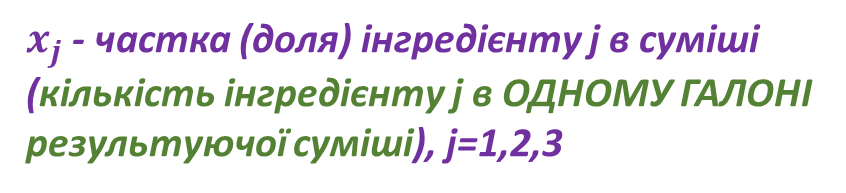 𝒙ⱼ - частка (доля) інгредієнту j в суміші
(кількість інгредієнту j в ОДНОМУ ГАЛОНІ
результуючої суміші), j=1,2,3